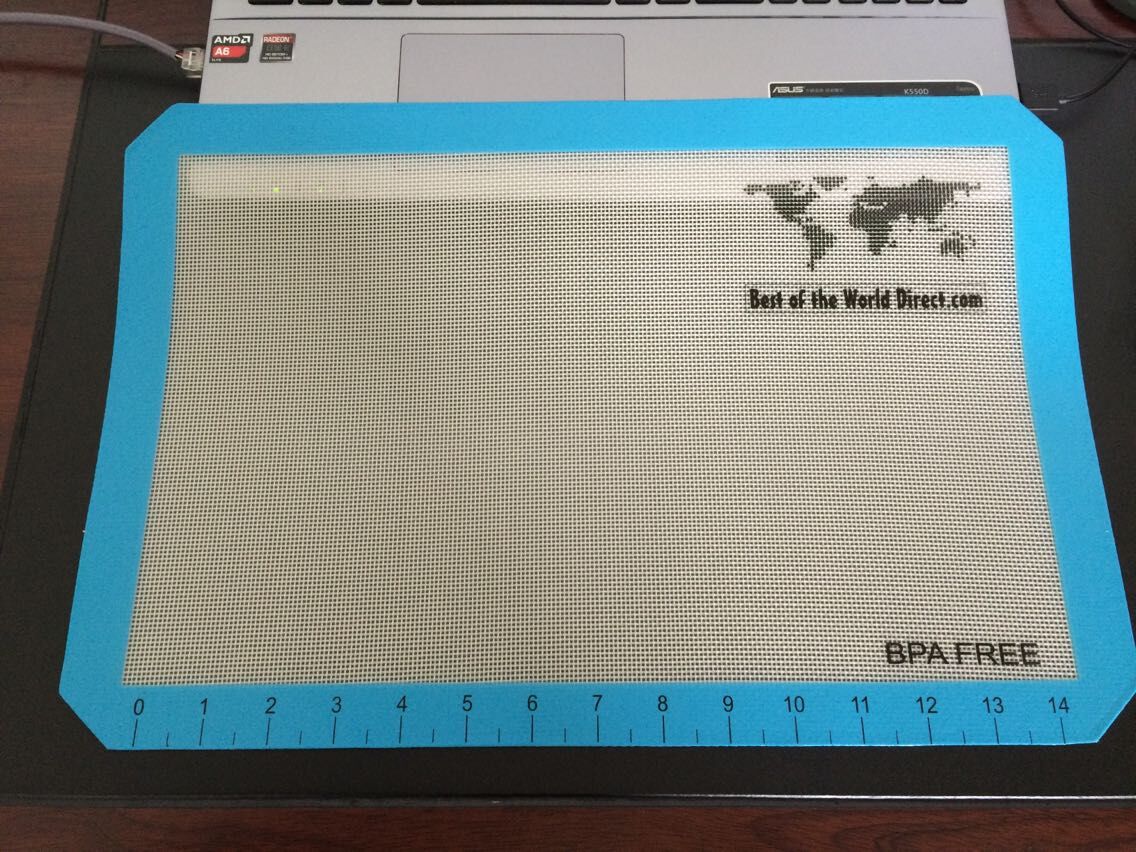 AMD
A6
RADEON
ASUS
K550D
Best of the World Direct.com
BPA FREE
0 1 2 3 4 5 6 7 8 9 10 11 12 13 14